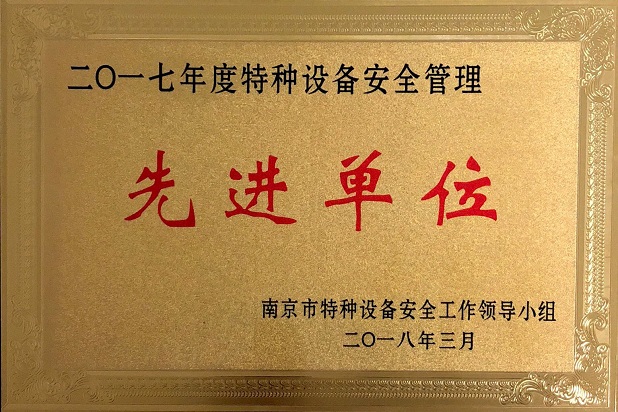 二〇一七年度特种设备安全管理
先进单位
南京市特种设备安全工作领导小组
二〇一八年三月